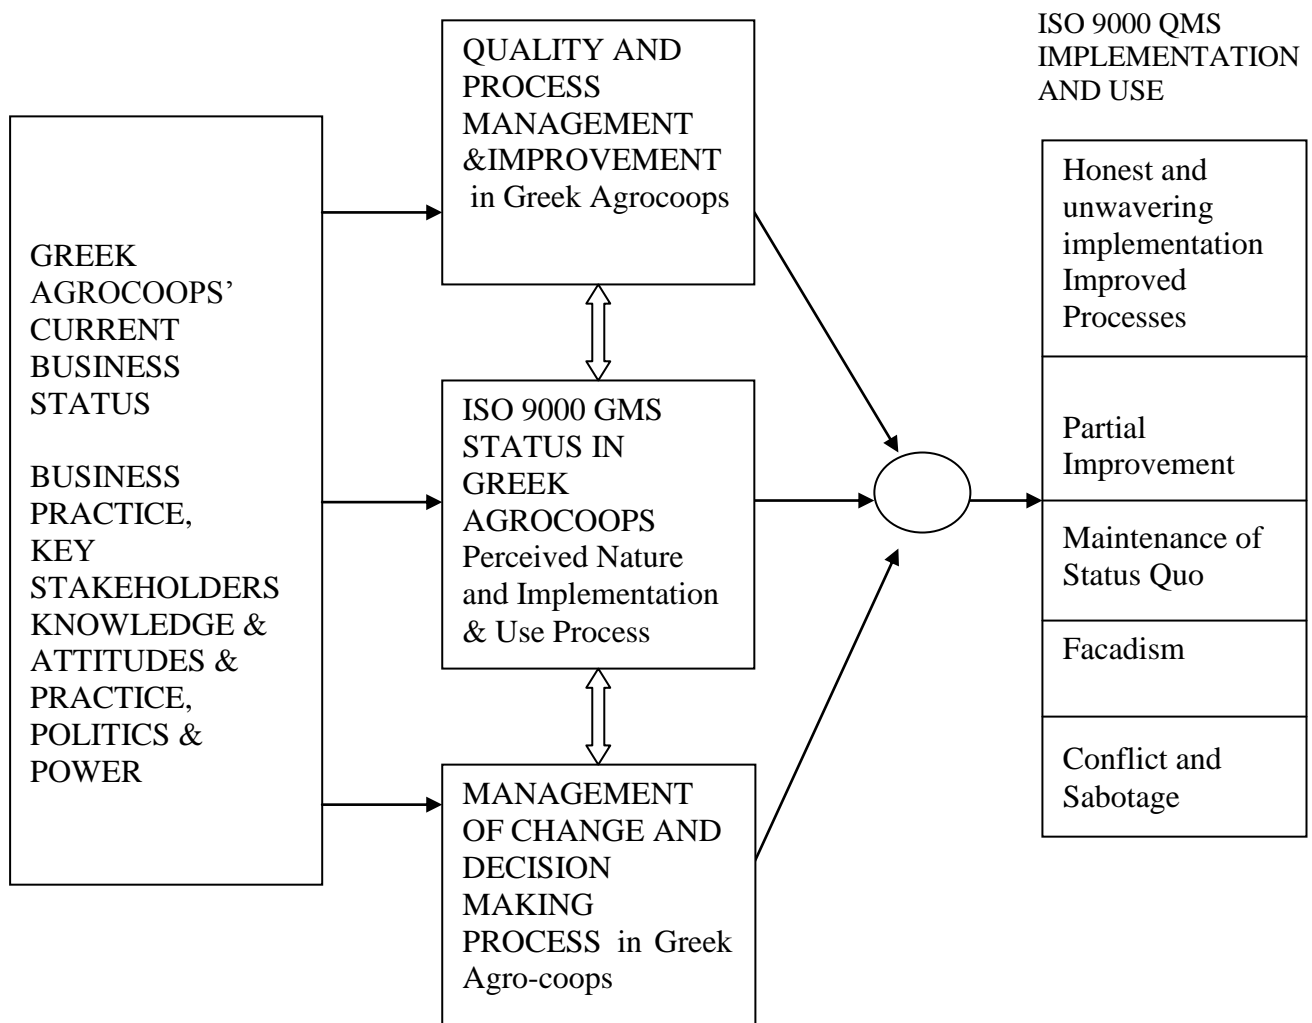 GREEK
AGROCOOPS’
CURRENT
BUSINESS
STATUS
BUSINESS
PRACTICE,
KEY
STAKEHOLDERS
KNOWLEDGE &
ATTITUDES &
PRACTICE,
POLITICS &
POWER
QUALITY AND
PROCESS
MANAGEMENT
&IMPROVEMENT
in Greek Agrocoops
ISO 9000 GMS
STATUS IN
GREEK
AGROCOOPS
Perceived Nature
and Implementation
& Use Process
MANAGEMENT
OF CHANGE AND
DECISION
MAKING
PROCESS in Greek
Agro-coops
ISO 9000 QMS
IMPLEMENTATION
AND USE
Honest and
unwavering
implementation
Improved
Processes
Partial
Improvement
Maintenance of
Status Quo
Facadism
Conflict and
Sabotage